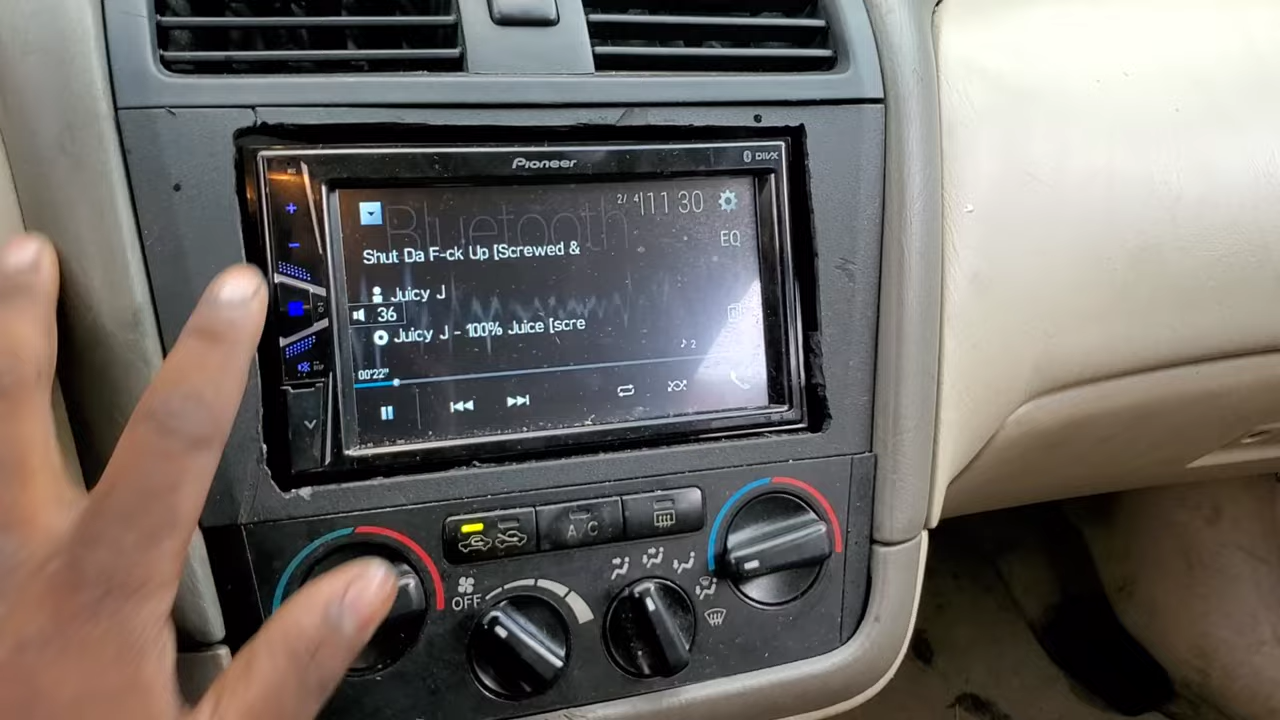 Pioneer
DIVX
Bluetooth
2/ 4 11 30
EQ
Shut Da F-ck Up [Screwed &
Juicy J
36
Juicy J - 100% Juice [scre
♪ 2
00'22"
A/C
OFF